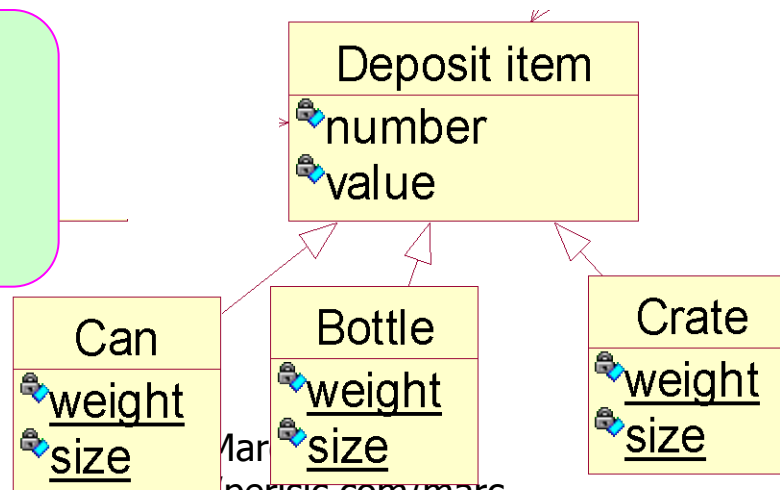 Deposit item
number
value
Can
weight
size
Bottle
weight
size
Crate
weight
size